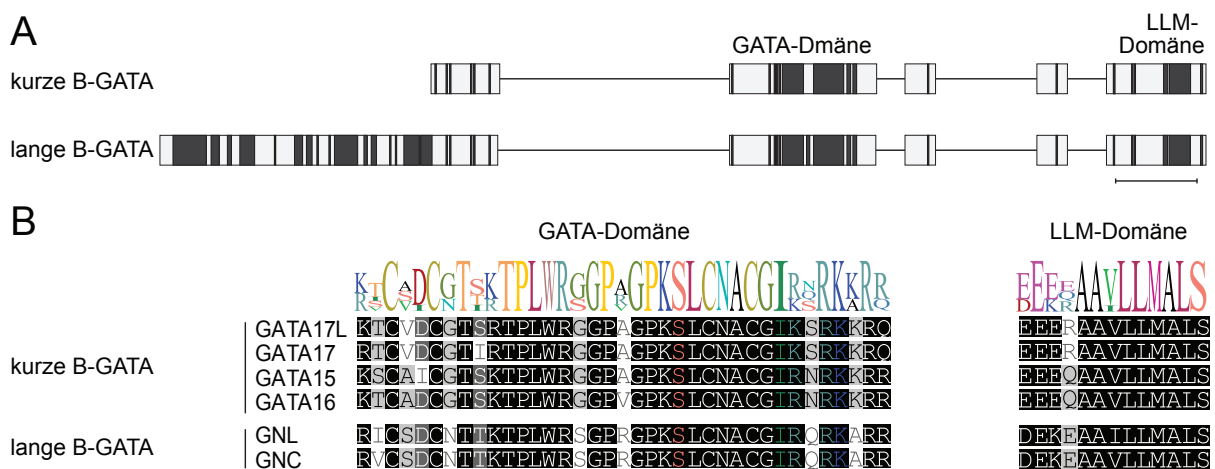 A
GATA-Dmäne
LLM-
Domäne
kurze B-GATA
lange B-GATA
B
GATA-Domäne LLM-Domäne
kurze B-GATA
GATA17L KTCVDCGTSRTPLWRGGPAGPKSLCNACGIKSRKKRQ EEERAAVLLMALS
GATA17 RTCVDCGTIRTPLWRGGPAGPKSLCNACGIKSRKKRQ EEERAAVLLMALS
GATA15 KSCAICGTSKTPLWRGGPAGPKSLCNACGIRNRKKRR EEEQAAVLLMALS
GATA16 KTCADCGTSKTPLWRGGPVGPKSLCNACGIRNRKKRR EEEQAAVLLMALS
lange B-GATA
GNL RICSDCNTTKTPLWRSGPRGPKSLCNACGIRQRKARR DEKEAAILLMALS
GNC RVCSDCNTTKTPLWRSGPRGPKSLCNACGIRQRKARR DEKEAAVLLMALS